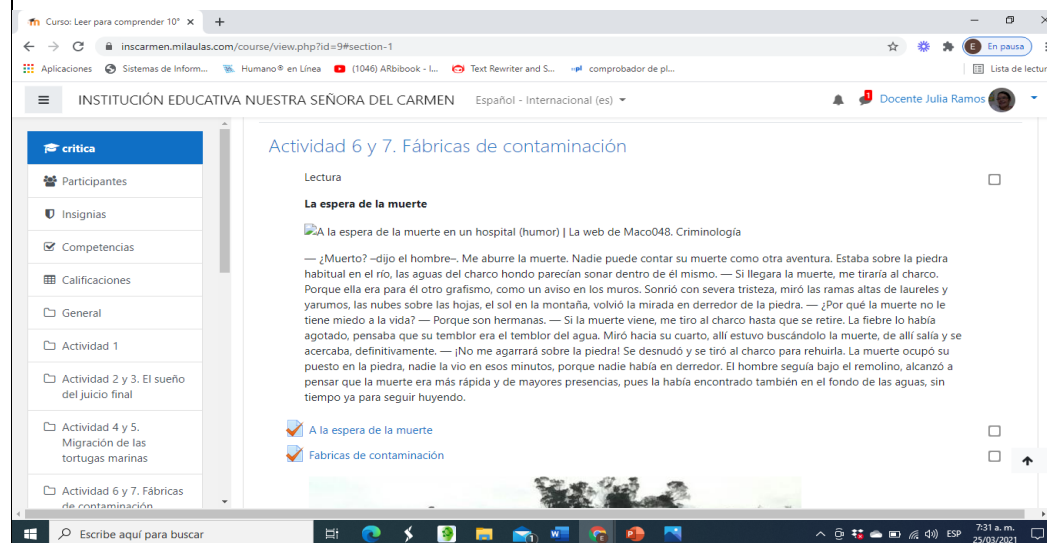 Curso: Leer para comprender 10°
inscarmen.milaulas.com/course/view.php?id=9#section-1
E En pausa
Aplicaciones Sistemas de Inform... Humano® en Línea (1046) ARbibook - I... Text Rewriter and S... comprobador de pl... Lista de lectur
INSTITUCIÓN EDUCATIVA NUESTRA SEÑORA DEL CARMEN Español - Internacional (es) 1 Docente Julia Ramos
critica
Participantes
Insignias
Competencias
Calificaciones
General
Actividad 1
Actividad 2 y 3. El sueño
del juicio final
Actividad 4 y 5.
Migración de las
tortugas marinas
Actividad 6 y 7. Fábricas
de contaminación
Actividad 6 y 7. Fábricas de contaminación
Lectura
La espera de la muerte
A la espera de la muerte en un hospital (humor) | La web de Maco048. Criminología
— ¿Muerto? –dijo el hombre–. Me aburre la muerte. Nadie puede contar su muerte como otra aventura. Estaba sobre la piedra
habitual en el río, las aguas del charco hondo parecían sonar dentro de él mismo. — Si llegara la muerte, me tiraría al charco.
Porque ella era para él otro grafismo, como un aviso en los muros. Sonrió con severa tristeza, miró las ramas altas de laureles y
yarumos, las nubes sobre las hojas, el sol en la montaña, volvió la mirada en derredor de la piedra. — ¿Por qué la muerte no le
tiene miedo a la vida? — Porque son hermanas. — Si la muerte viene, me tiro al charco hasta que se retire. La fiebre lo había
agotado, pensaba que su temblor era el temblor del agua. Miró hacia su cuarto, allí estuvo buscándolo la muerte, de allí salía y se
acercaba, definitivamente. — ¡No me agarrará sobre la piedra! Se desnudó y se tiró al charco para rehuirla. La muerte ocupó su
puesto en la piedra, nadie la vio en esos minutos, porque nadie había en derredor. El hombre seguía bajo el remolino, alcanzó a
pensar que la muerte era más rápida y de mayores presencias, pues la había encontrado también en el fondo de las aguas, sin
tiempo ya para seguir huyendo.
A la espera de la muerte
Fabricas de contaminación
Escribe aquí para buscar
ESP
7:31 a. m.
25/03/2021